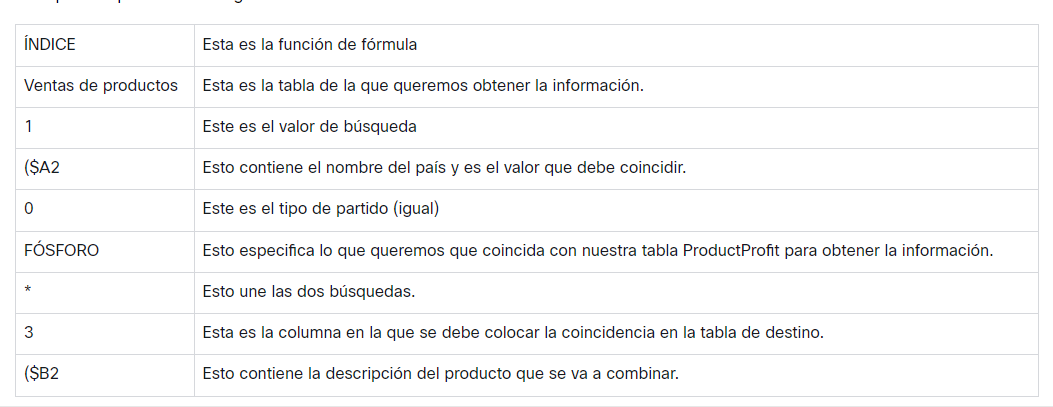 ÍNDICE Esta es la función de fórmula
Ventas de productos Esta es la tabla de la que queremos obtener la información.
1 Este es el valor de búsqueda
($A2 Esto contiene el nombre del país y es el valor que debe coincidir.
0 Este es el tipo de partido (igual)
FÓSFORO Esto especifica lo que queremos que coincida con nuestra tabla ProductProfit para obtener la información.
* Esto une las dos búsquedas.
3 Esta es la columna en la que se debe colocar la coincidencia en la tabla de destino.
($B2 Esto contiene la descripción del producto que se va a combinar.